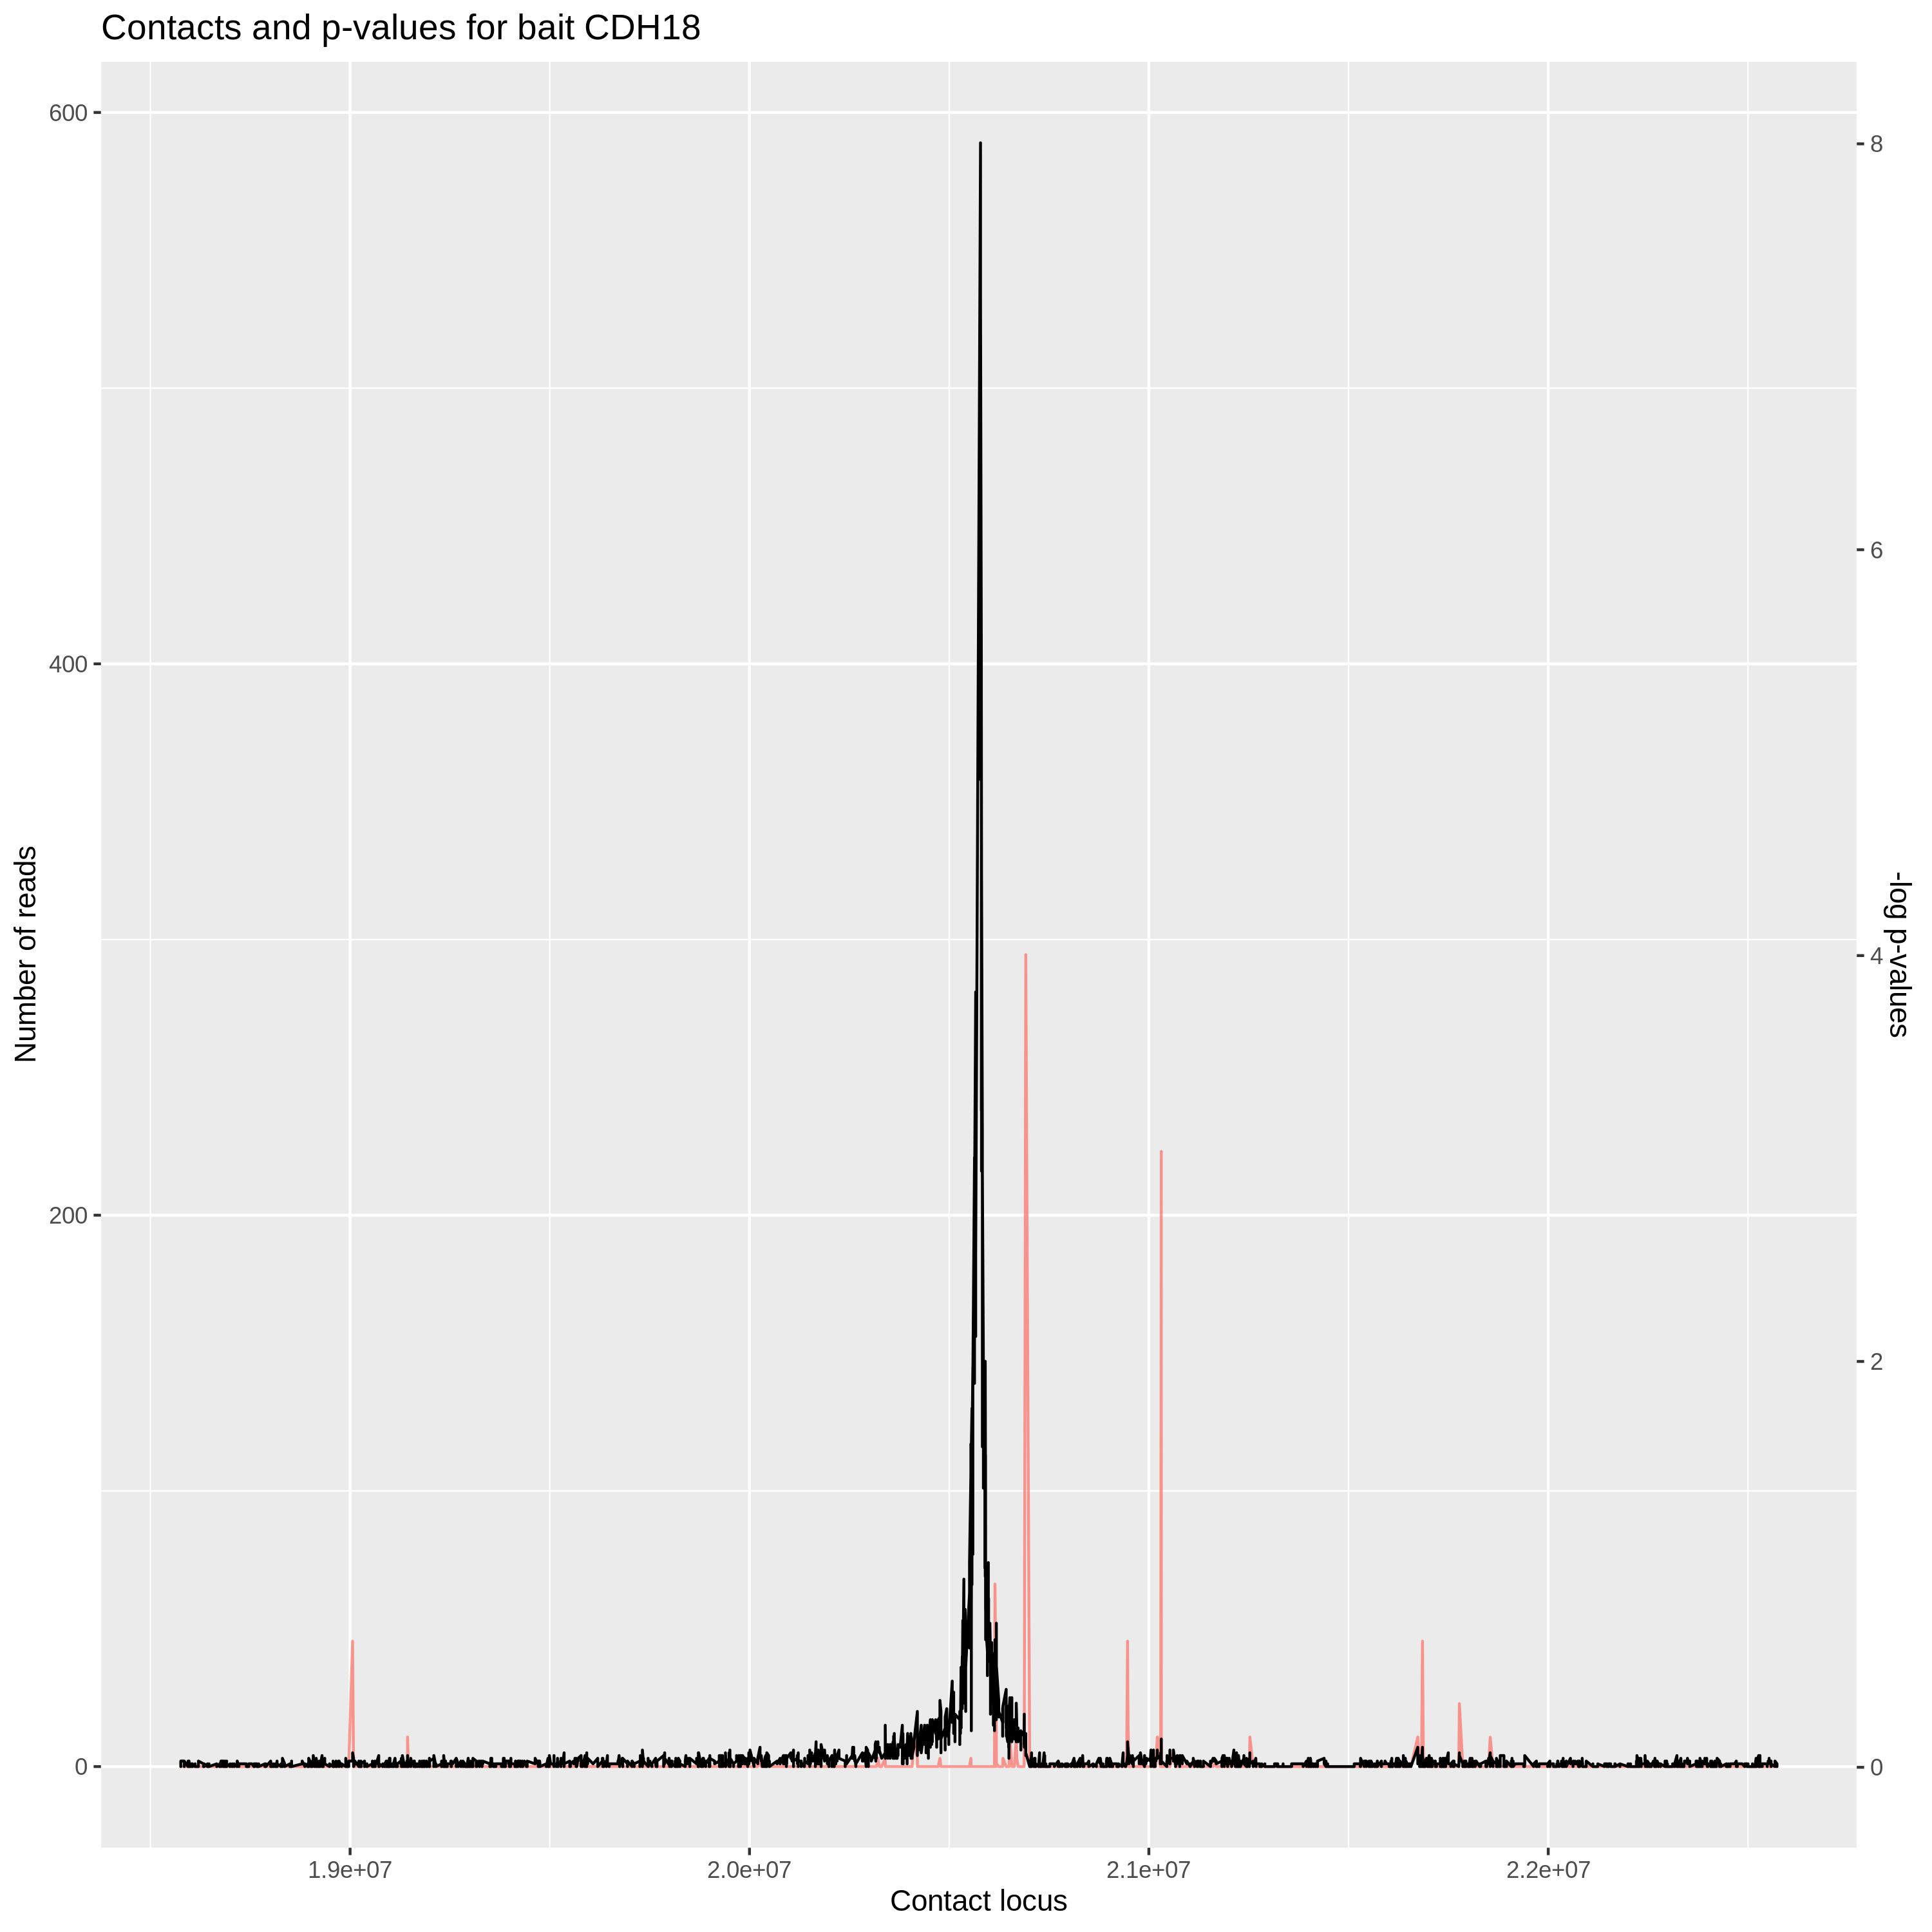 Contacts and p-values for bait CDH18
600
400
200
0
Number of reads
8
6
4
2
0
-log p-values
1.9e+07
2.0e+07
2.1e+07
2.2e+07
Contact locus